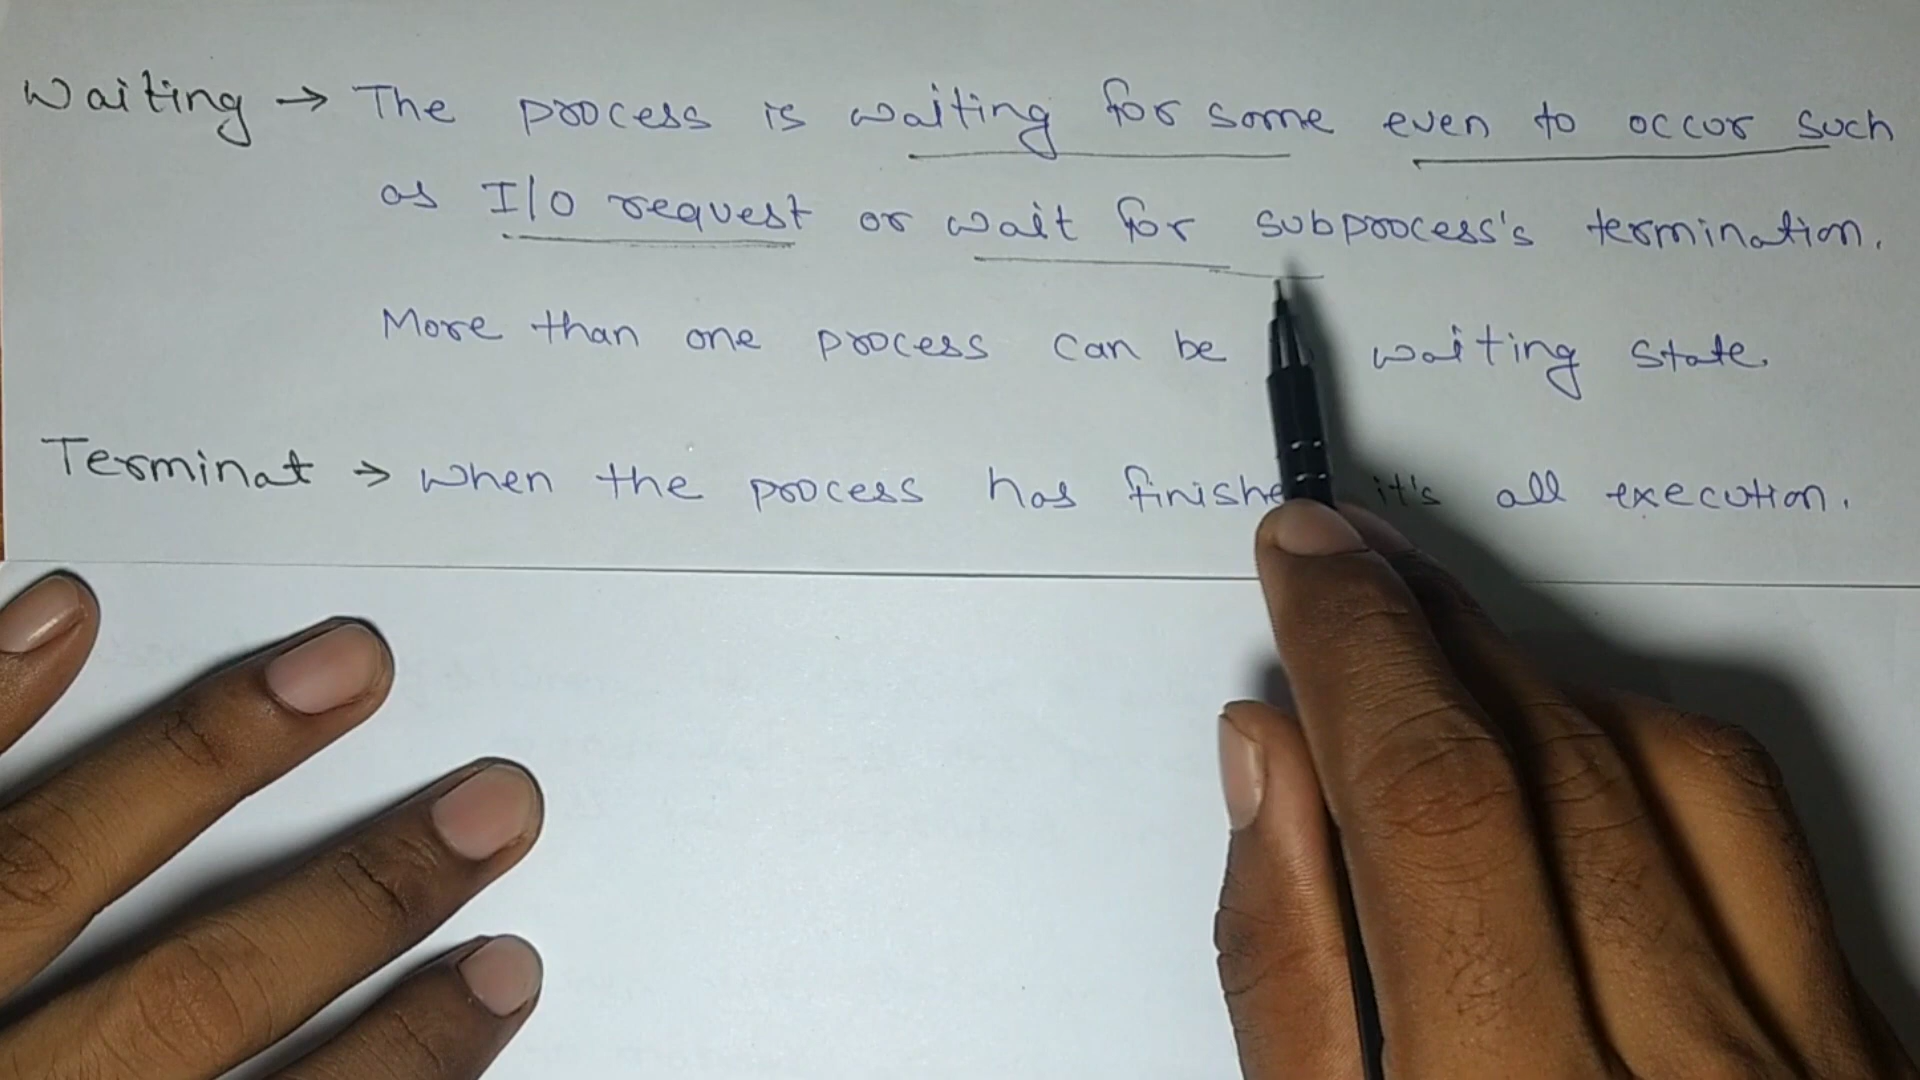 Waiting → The process is waiting for some even to occur such
as I/O request or wait for subprocess's termination.
More than one process can be waiting state.
Terminat → when the process has finishe it's all execution.